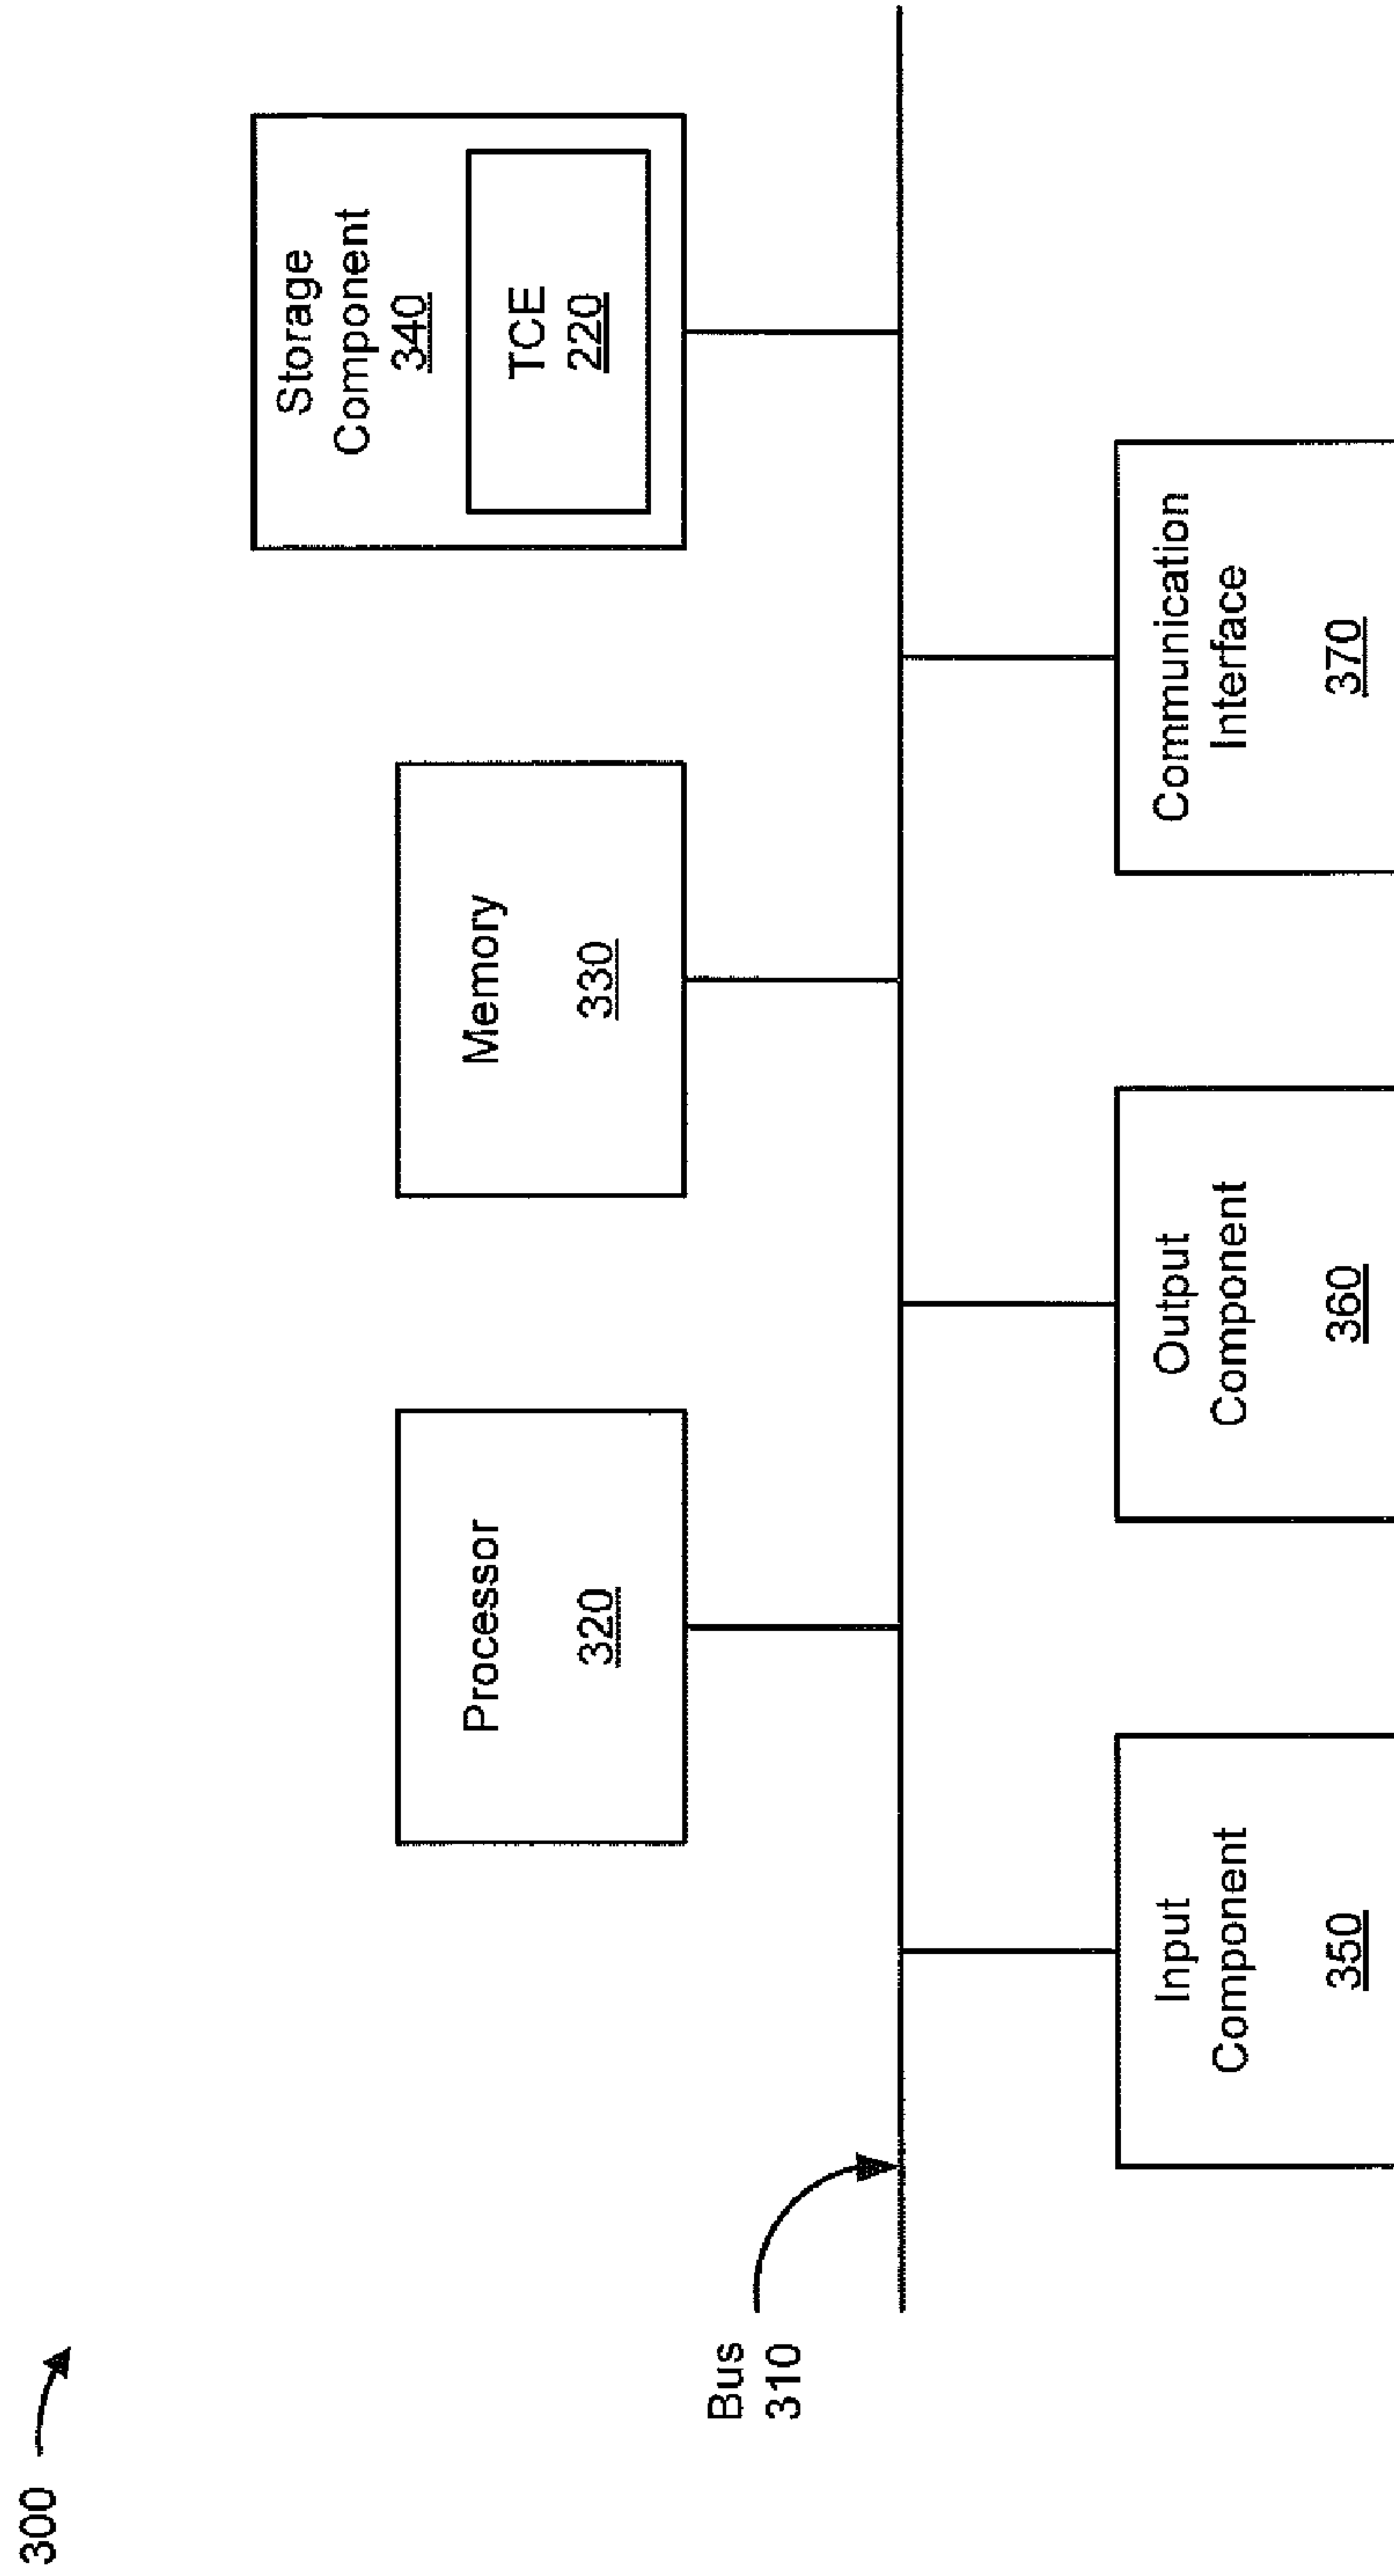 300
Storage
Component
340
TCE
220
Memory
330
Processor
320
Bus
310
Input
Component
350
Output
Component
360
Communication
Interface
370